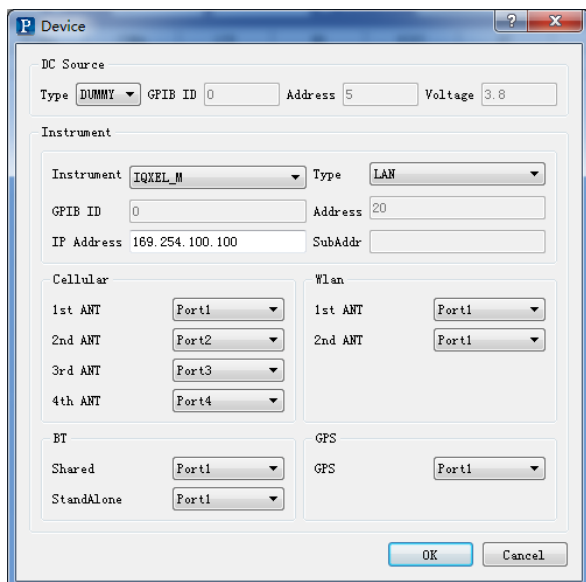 P Device ? X
DC Source
Type DUMMY GPIB ID 0 Address 5 Voltage 3.8
Instrument
Instrument IQXEL_M Type LAN
GPIB ID 0 Address 20
IP Address 169.254.100.100 SubAddr
Cellular Wlan
1st ANT Port1 1st ANT Port1
2nd ANT Port2 2nd ANT Port1
3rd ANT Port3
4th ANT Port4
BT GPS
Shared Port1 GPS Port1
StandAlone Port1
OK Cancel